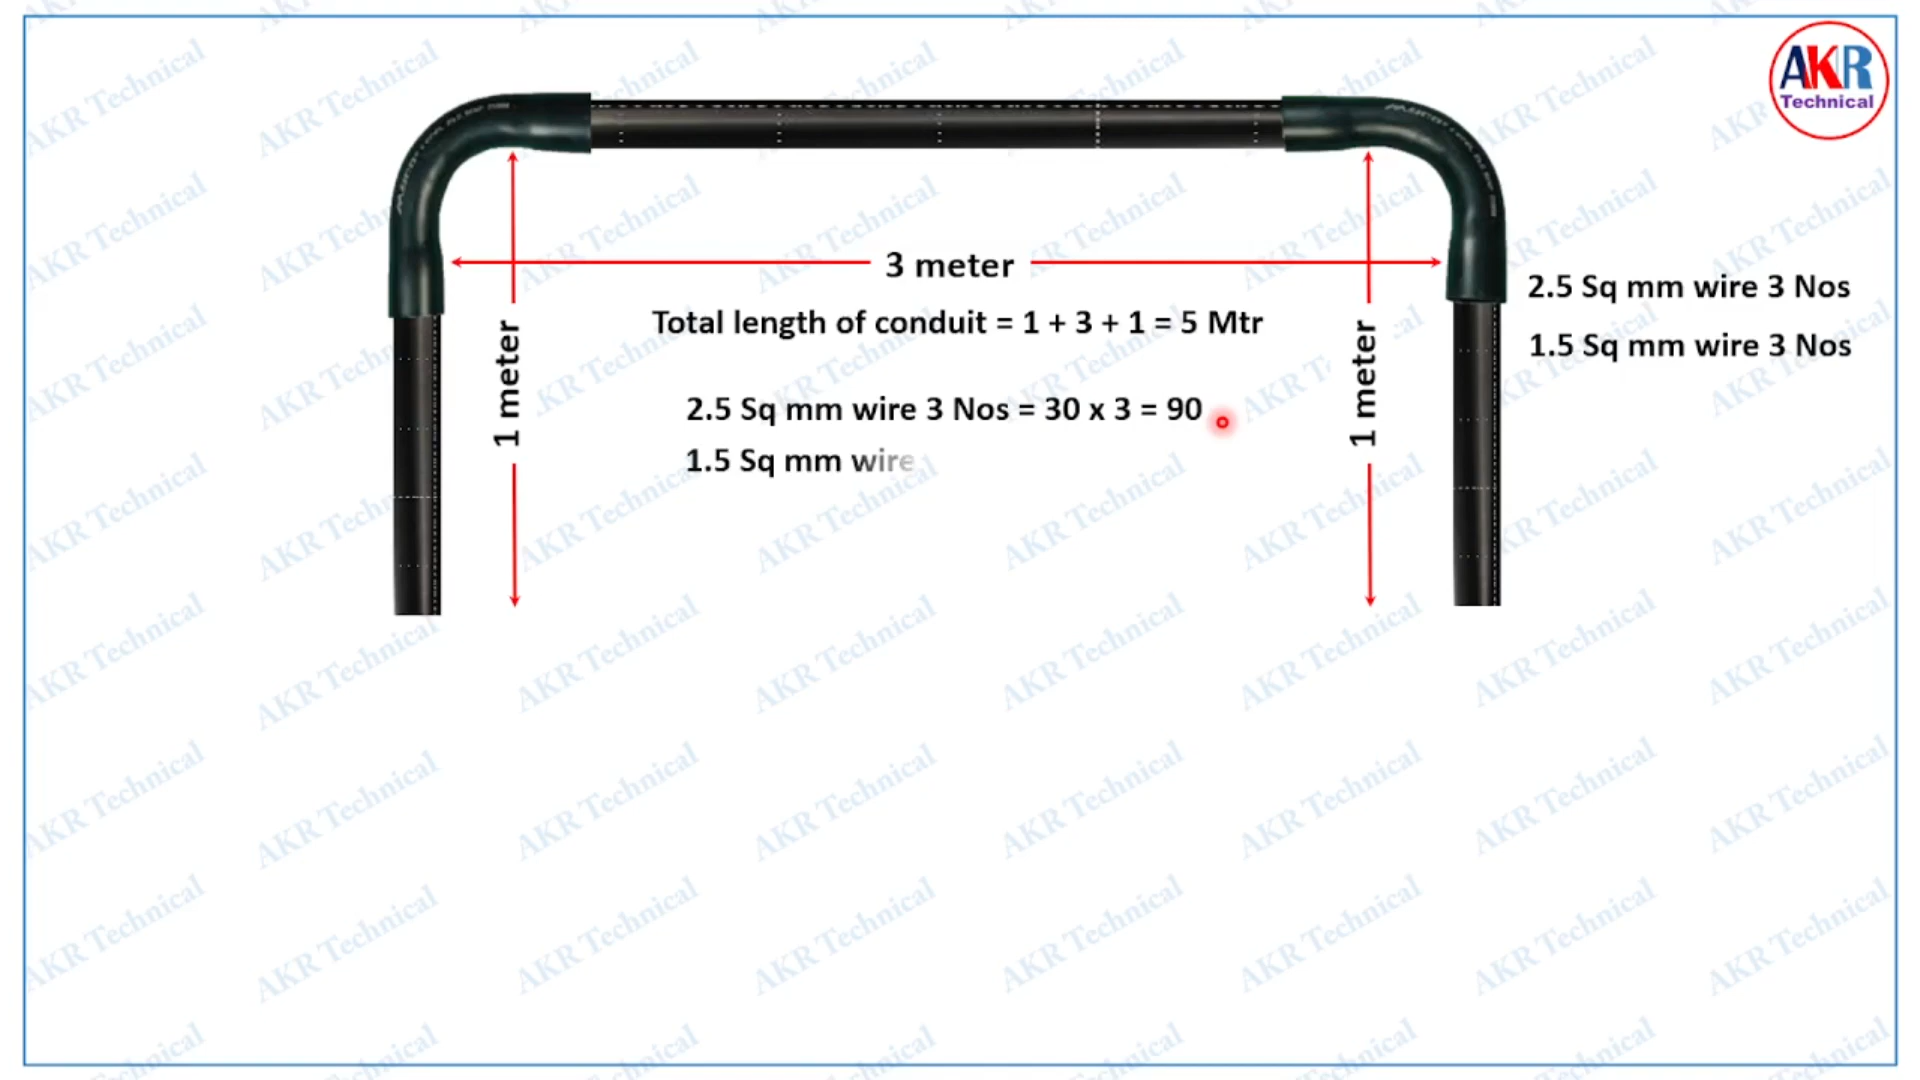 AKR
Technical
3 meter
2.5 Sq mm wire 3 Nos
Total length of conduit = 1 + 3 + 1 = 5 Mtr
1.5 Sq mm wire 3 Nos
1 meter
1 meter
2.5 Sq mm wire 3 Nos = 30 x 3 = 90
1.5 Sq mm wire
AKR Technical